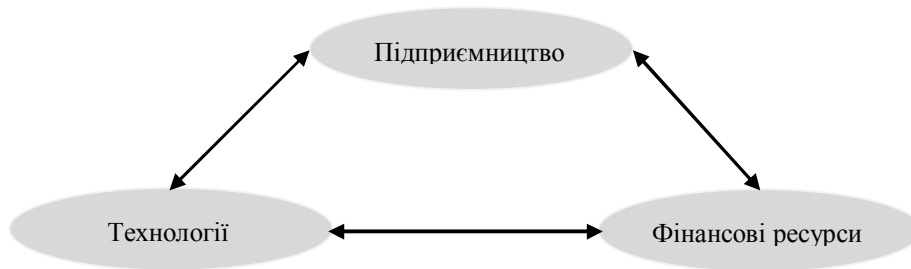 Підприємництво
Технології
Фінансові ресурси